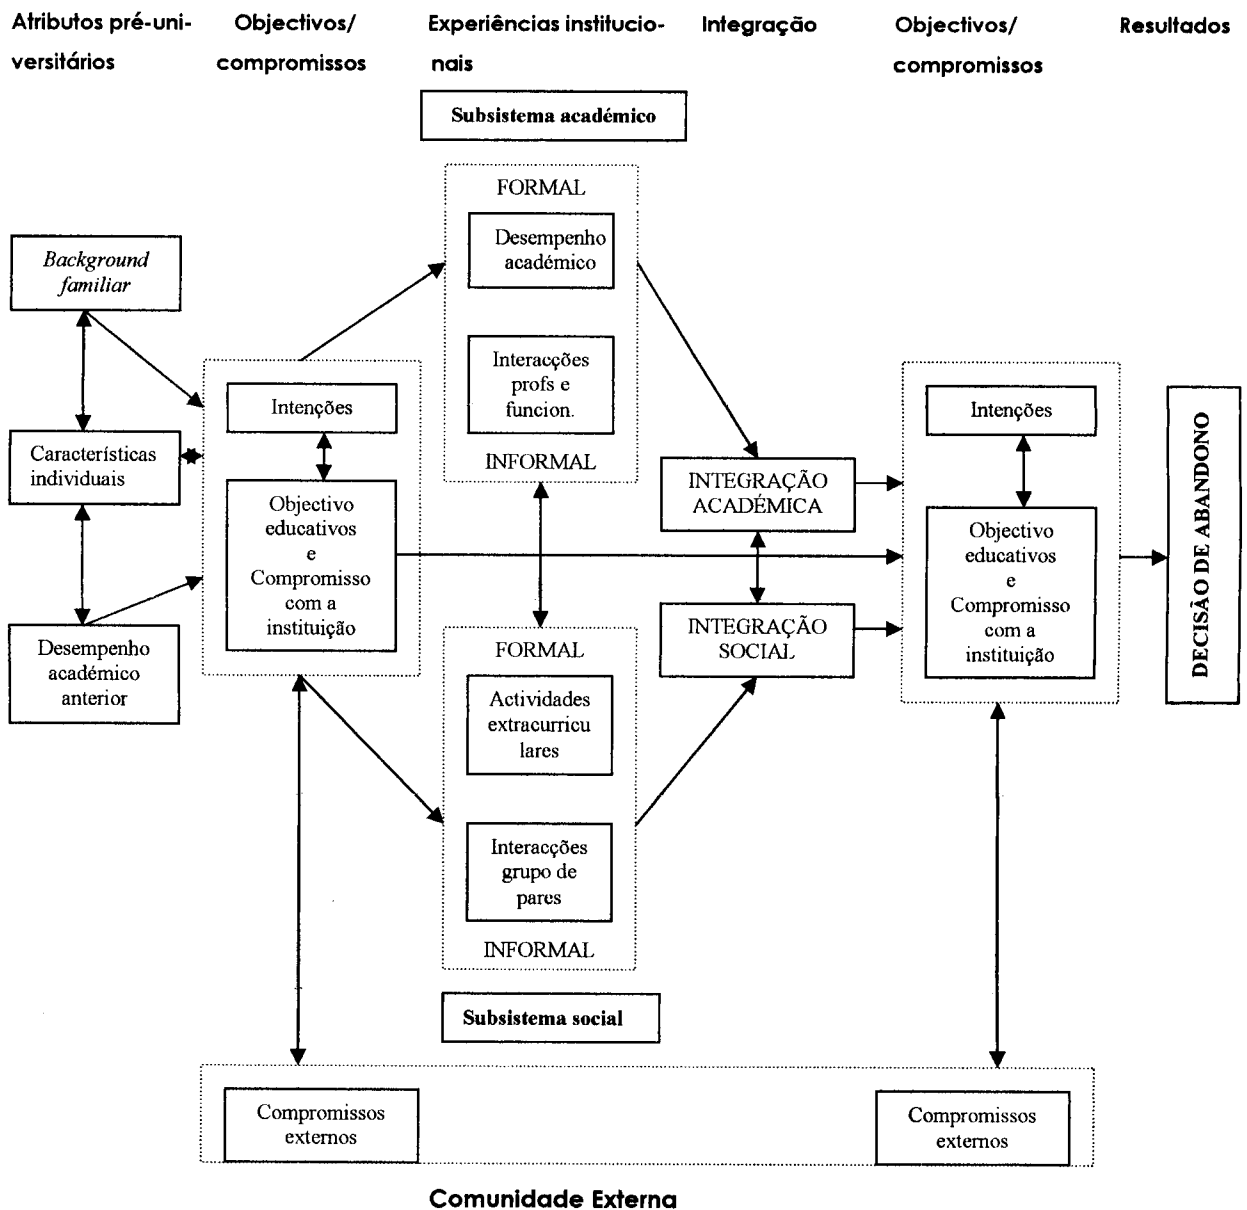 Atributos pré-uni-
versitários
Objectivos/
compromissos
Experiências institucio-
nais
Integração
Objectivos/
compromissos
Resultados
Subsistema académico
FORMAL
Desempenho
académico
Interacções
profs e
funcion.
INFORMAL
Background
familiar
Características
individuais
Desempenho
académico
anterior
Intenções
Objectivo
educativos
e
Compromisso
com a
instituição
FORMAL
Actividades
extracurricu
lares
Interacções
grupo de
pares
INFORMAL
Subsistema social
INTEGRAÇÃO
ACADÉMICA
INTEGRAÇÃO
SOCIAL
Intenções
Objectivo
educativos
e
Compromisso
com a
instituição
DECISÃO DE ABANDONO
Compromissos
externos
Compromissos
externos
Comunidade Externa